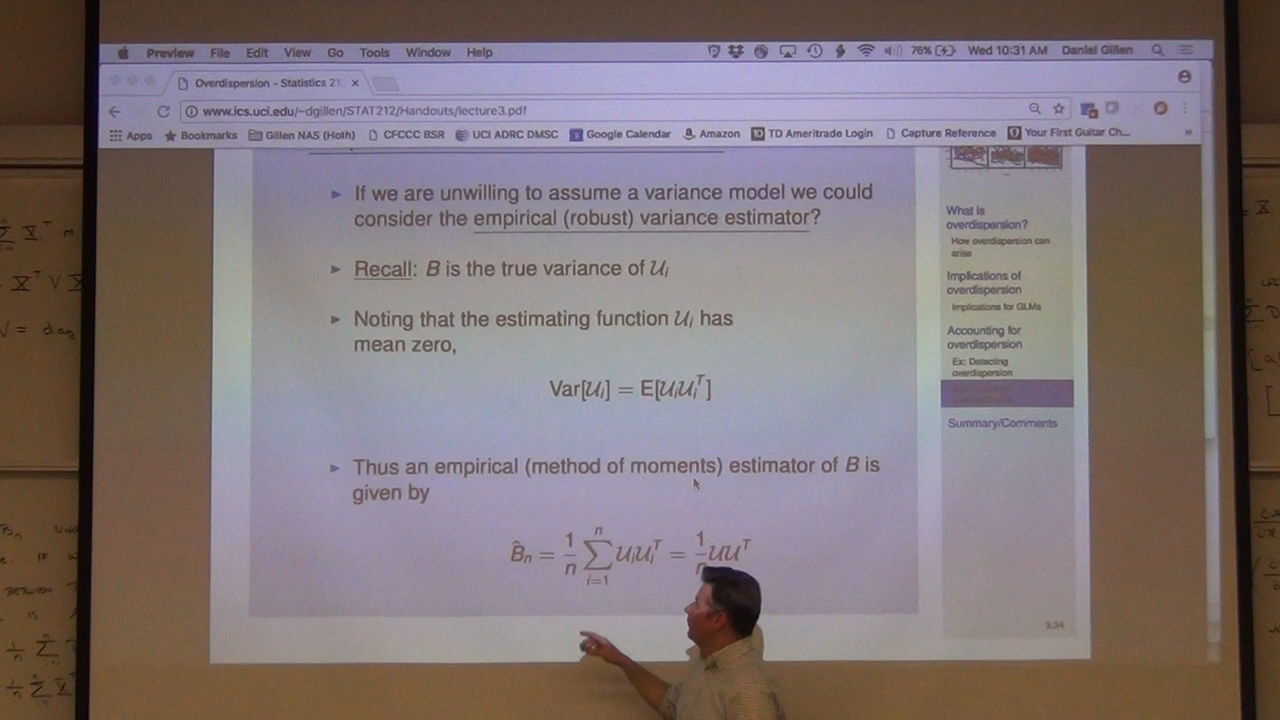 Preview File Edit View Go Tools Window Help 76% Wed 10:31 AM Daniel Gillen
Overdispersion - Statistics 21
www.ics.uci.edu/~dgillen/STAT212/Handouts/lecture3.pdf
Apps Bookmarks Gillen NAS (Hoth) CFCCC BSR UCI ADRC DMSC Google Calendar Amazon TD Ameritrade Login Capture Reference Your First Guitar Ch... »
► If we are unwilling to assume a variance model we could
consider the empirical (robust) variance estimator?
► Recall: B is the true variance of 𝒰ᵢ
► Noting that the estimating function 𝒰ᵢ has
mean zero,
Var[𝒰ᵢ] = E[𝒰ᵢ𝒰ᵢᵀ]
► Thus an empirical (method of moments) estimator of B is
given by
B̂ₙ = 1/n ∑ᵢ₌₁ⁿ 𝒰ᵢ𝒰ᵢᵀ = 1/n 𝒰𝒰ᵀ
What is
overdispersion?
How overdispersion can
arise
Implications of
overdispersion
Implications for GLMs
Accounting for
overdispersion
Ex: Detecting
overdispersion
Summary/Comments
3.34